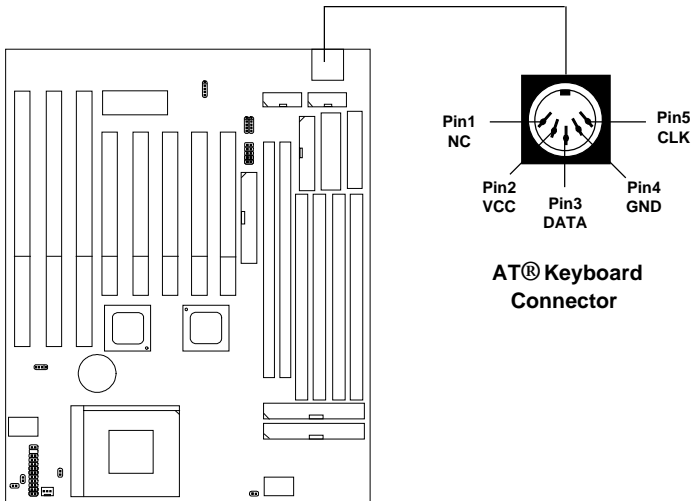 Pin1
NC
Pin5
CLK
Pin2
VCC
Pin3
DATA
Pin4
GND
AT® Keyboard
Connector